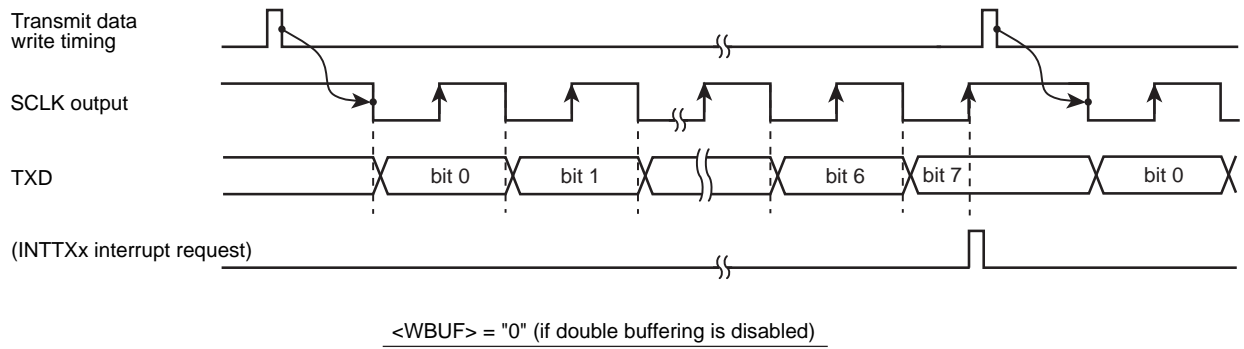 Transmit data
write timing
SCLK output
TXD
bit 0
bit 1
bit 6
bit 7
bit 0
(INTTXx interrupt request)
<WBUF> = "0" (if double buffering is disabled)